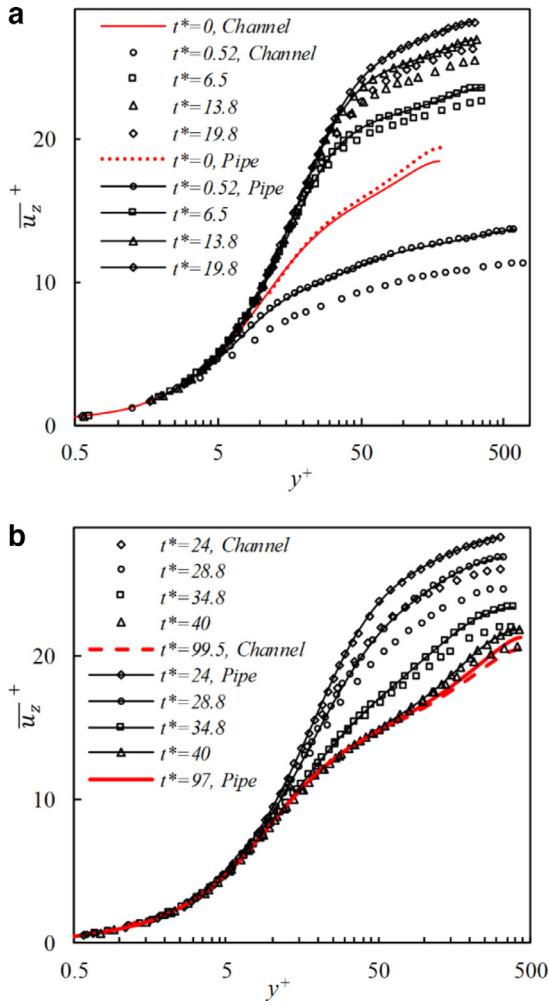 a
t*=0, Channel
t*=0.52, Channel
t*=6.5
t*=13.8
t*=19.8
t*=0, Pipe
t*=0.52, Pipe
6.5
13.8
19.8
20
10
0
u_z^+
0.5
5
50
500
y^+
b
t*=24, Channel
t*=28.8
t*=34.8
t*=40
t*=99.5, Channel
t*=24, Pipe
t*=28.8
t*=34.8
t*=40
t*=97, Pipe
20
10
0
u_z^+
0.5
5
50
500
y^+